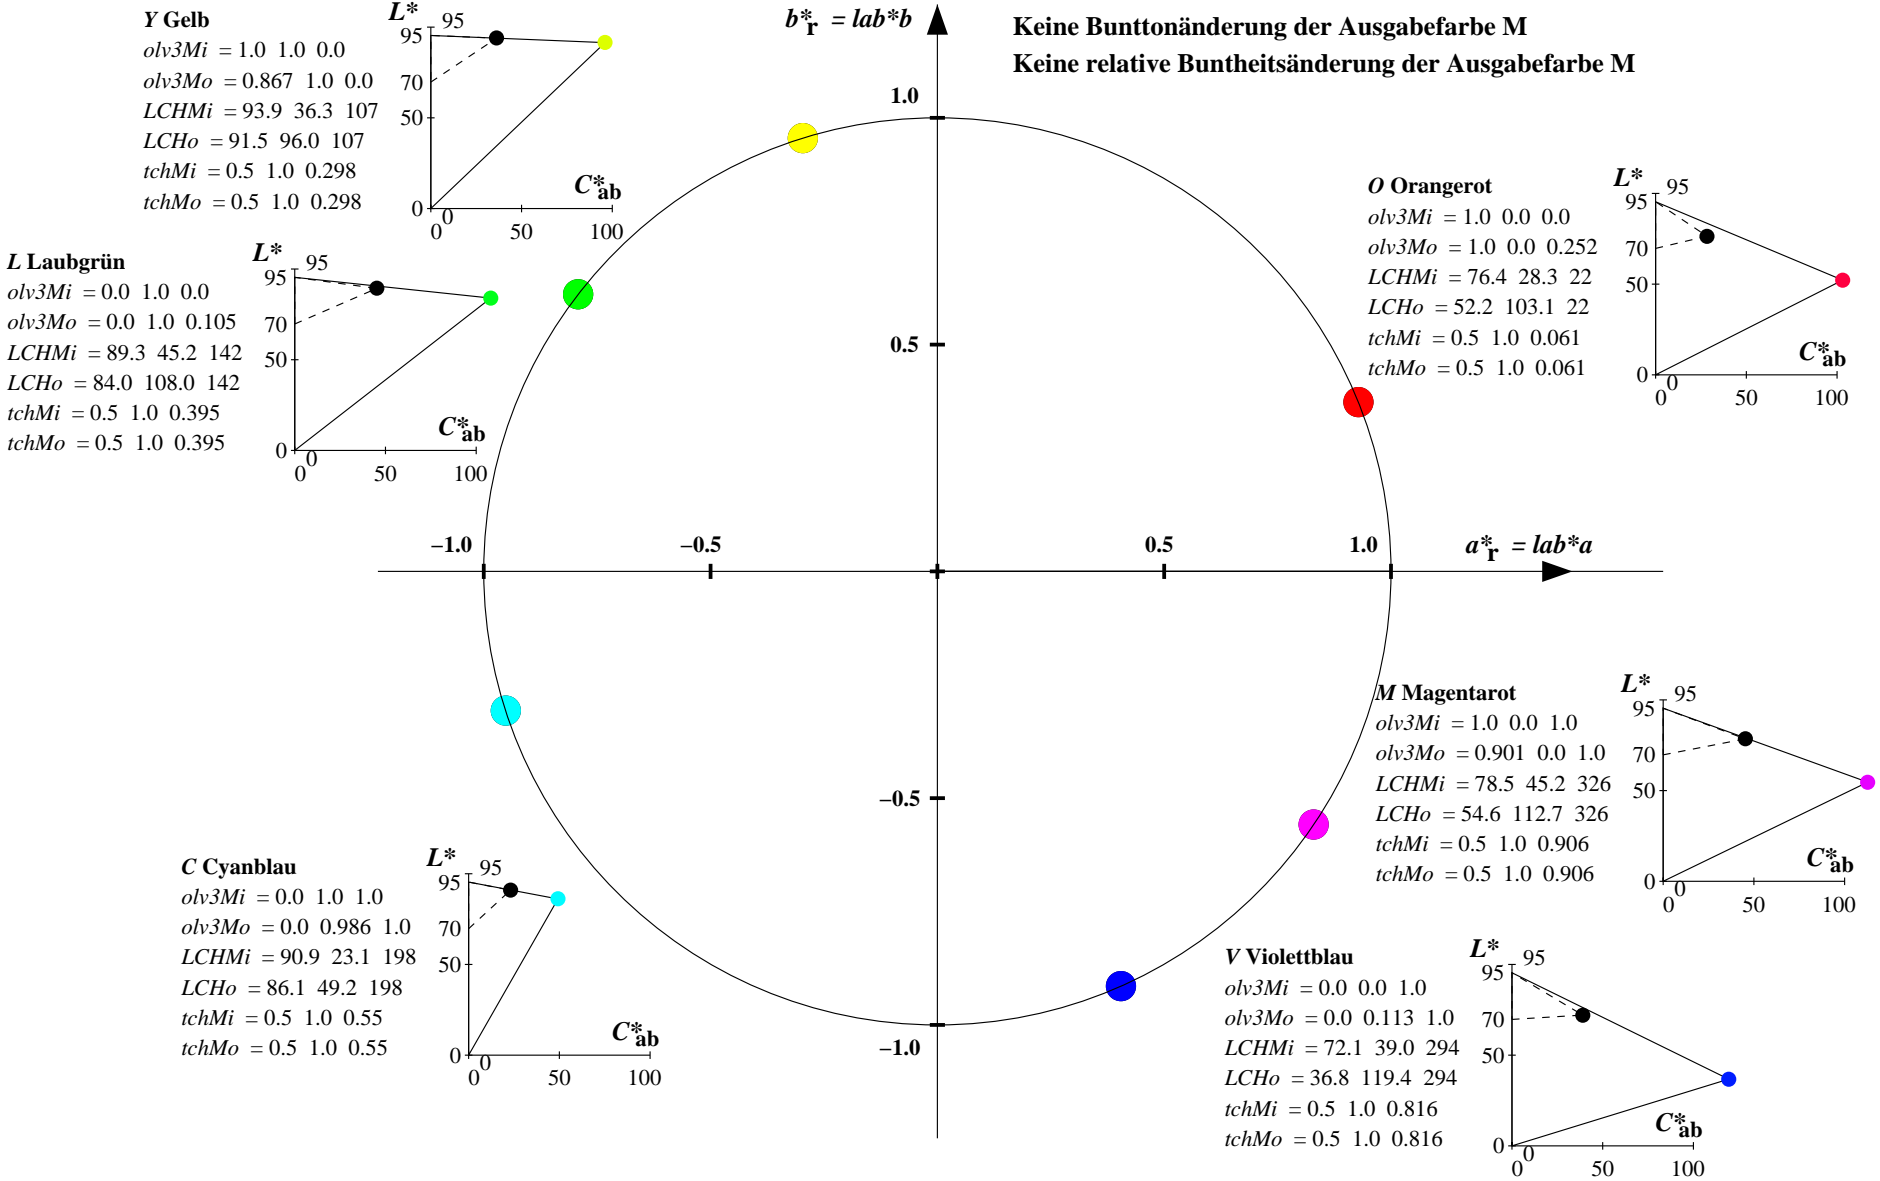 Keine Bunttonänderung der Ausgabefarbe M
Keine relative Buntheitsänderung der Ausgabefarbe M
b*r = lab*b
a*r = lab*a
1.0
0.5
−0.5
−1.0
−1.0
−0.5
0.5
1.0
Y Gelb
olv3Mi = 1.0 1.0 0.0
olv3Mo = 0.867 1.0 0.0
LCHMi = 93.9 36.3 107
LCHo = 91.5 96.0 107
tchMi = 0.5 1.0 0.298
tchMo = 0.5 1.0 0.298
L*
95
95
70
50
0
0
0
50
100
C*ab
L Laubgrün
olv3Mi = 0.0 1.0 0.0
olv3Mo = 0.0 1.0 0.105
LCHMi = 89.3 45.2 142
LCHo = 84.0 108.0 142
tchMi = 0.5 1.0 0.395
tchMo = 0.5 1.0 0.395
L*
95
95
70
50
0
0
0
50
100
C*ab
O Orangerot
olv3Mi = 1.0 0.0 0.0
olv3Mo = 1.0 0.0 0.252
LCHMi = 76.4 28.3 22
LCHo = 52.2 103.1 22
tchMi = 0.5 1.0 0.061
tchMo = 0.5 1.0 0.061
L*
95
95
70
50
0
0
0
50
100
C*ab
M Magentarot
olv3Mi = 1.0 0.0 1.0
olv3Mo = 0.901 0.0 1.0
LCHMi = 78.5 45.2 326
LCHo = 54.6 112.7 326
tchMi = 0.5 1.0 0.906
tchMo = 0.5 1.0 0.906
L*
95
95
70
50
0
0
0
50
100
C*ab
C Cyanblau
olv3Mi = 0.0 1.0 1.0
olv3Mo = 0.0 0.986 1.0
LCHMi = 90.9 23.1 198
LCHo = 86.1 49.2 198
tchMi = 0.5 1.0 0.55
tchMo = 0.5 1.0 0.55
L*
95
95
70
50
0
0
0
50
100
C*ab
V Violettblau
olv3Mi = 0.0 0.0 1.0
olv3Mo = 0.0 0.113 1.0
LCHMi = 72.1 39.0 294
LCHo = 36.8 119.4 294
tchMi = 0.5 1.0 0.816
tchMo = 0.5 1.0 0.816
L*
95
95
70
50
0
0
0
50
100
C*ab